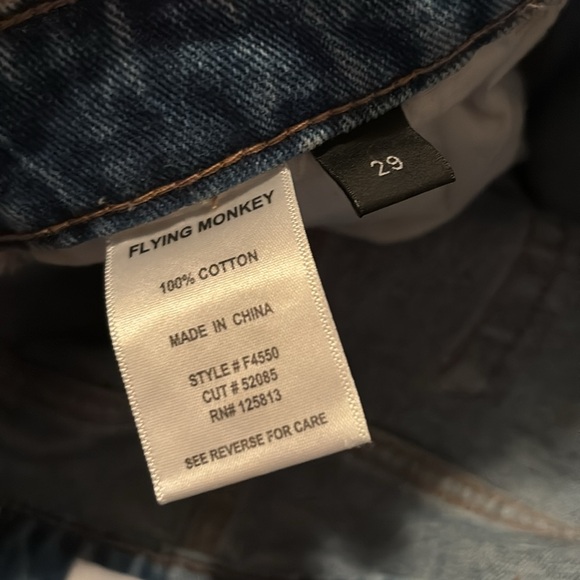 29
FLYING MONKEY
100% COTTON
MADE IN CHINA
STYLE # F4550
CUT # 52085
RN# 125813
SEE REVERSE FOR CARE